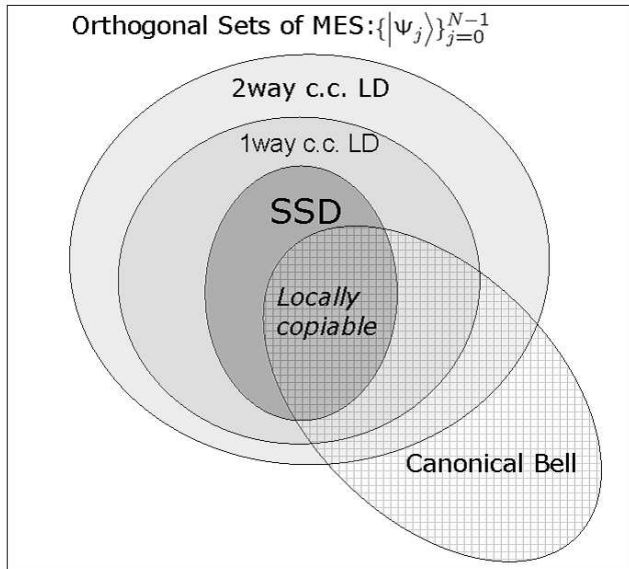 Orthogonal Sets of MES:{|Ψ_j⟩}_{j=0}^{N-1}
2way c.c. LD
1way c.c. LD
SSD
Locally
copiable
Canonical Bell